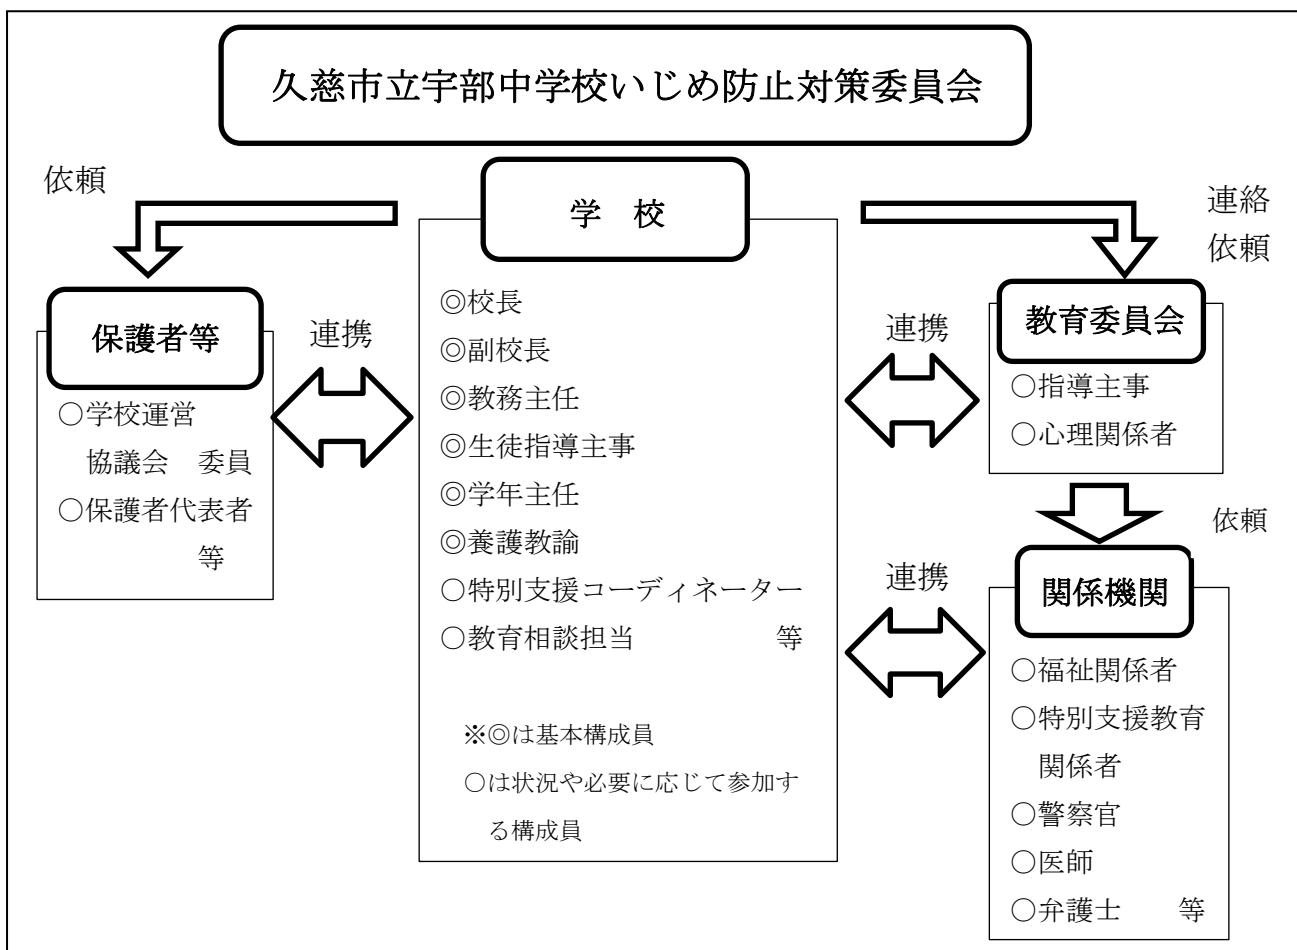 久慈市立宇部中学校いじめ防止対策委員会
依頼
学　校
連絡
依頼
保護者等
連携
○学校運営
協議会　委員
○保護者代表者
等
◎校長
◎副校長
◎教務主任
◎生徒指導主事
◎学年主任
◎養護教諭
○特別支援コーディネーター
○教育相談担当　　　　　等
※◎は基本構成員
○は状況や必要に応じて参加す
る構成員
連携
教育委員会
○指導主事
○心理関係者
依頼
連携
関係機関
○福祉関係者
○特別支援教育
関係者
○警察官
○医師
○弁護士　　等